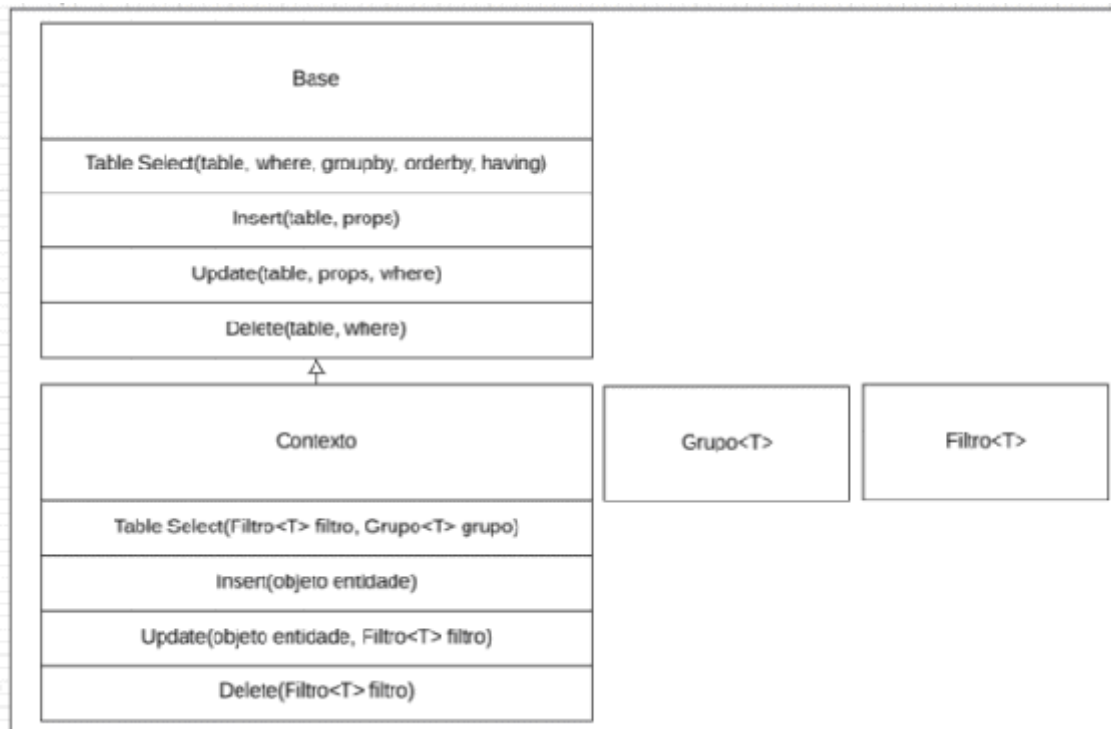 Base
Table Select(table, where, groupby, orderby, having)
Insert(table, props)
Update(table, props, where)
Delete(table, where)
Contexto
Grupo<T>
Filtro<T>
Table Select(Filtro<T> filtro, Grupo<T> grupo)
Insert(objeto entidade)
Update(objeto entidade, Filtro<T> filtro)
Delete(Filtro<T> filtro)